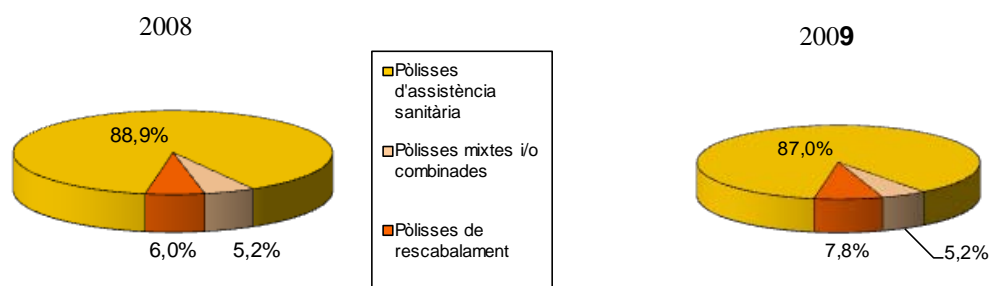 2008
88,9%
6,0%
5,2%
Pòlisses
d'assistència
sanitària
Pòlisses mixtes i/o
combinades
Pòlisses de
rescabalament
2009
87,0%
7,8%
5,2%